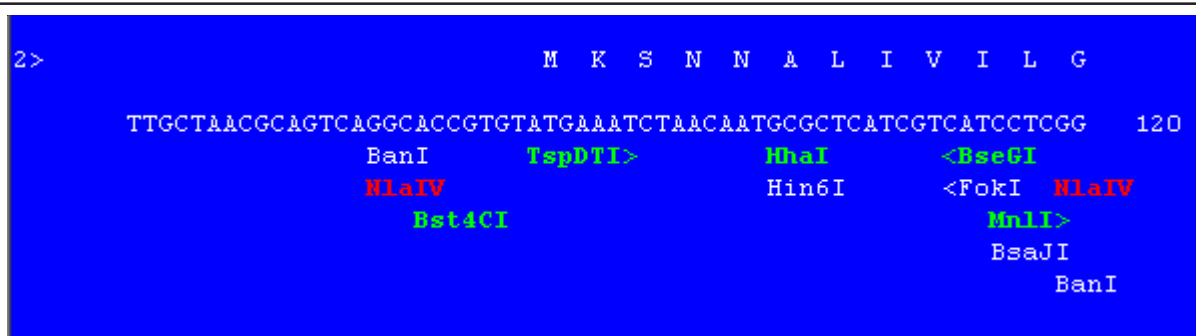 2> M K S N N A L I V I L G
TTGCTAACGCAGTCAGGCACCGTGTATGAAATCTAACAATGCGCTCATCGTCATCCTCGG 120
BanI TspDTI> HhaI <BseGI
NlaIV Hin6I <FokI NlaIV
Bst4CI MnlI>
BsaJI
BanI